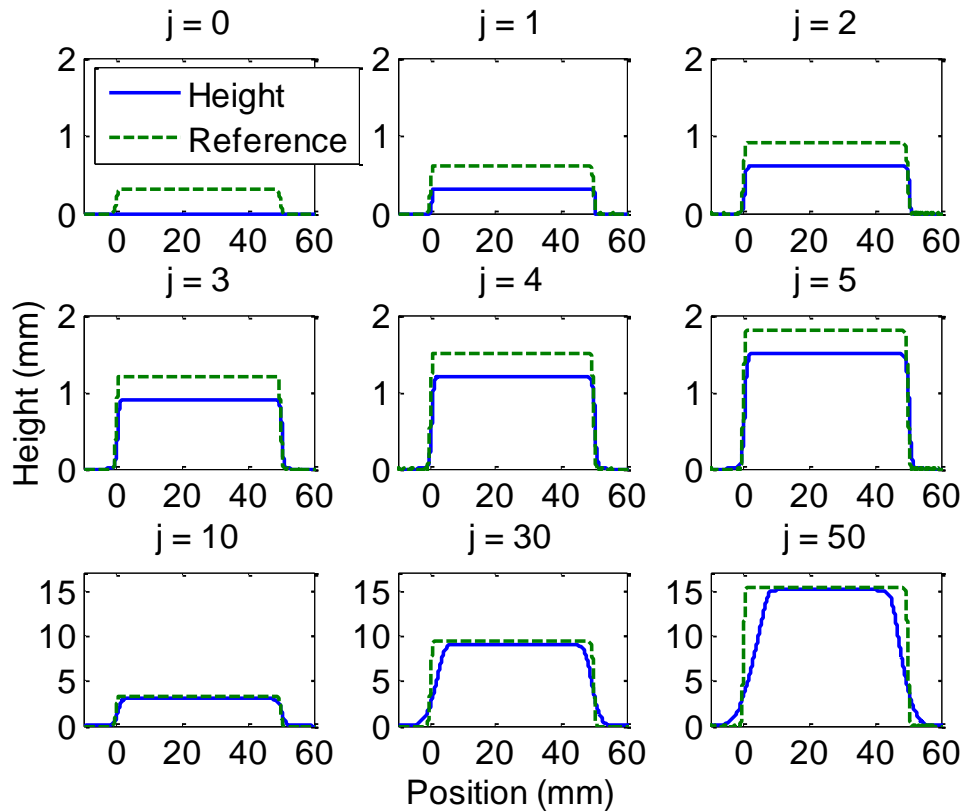 j = 0
j = 1
j = 2
2
1
0
Height
Reference
0 20 40 60
2
1
0
0 20 40 60
2
1
0
0 20 40 60
j = 3
j = 4
j = 5
Height (mm)
2
1
0
0 20 40 60
2
1
0
0 20 40 60
2
1
0
0 20 40 60
j = 10
j = 30
j = 50
15
10
5
0
0 20 40 60
15
10
5
0
0 20 40 60
15
10
5
0
0 20 40 60
Position (mm)